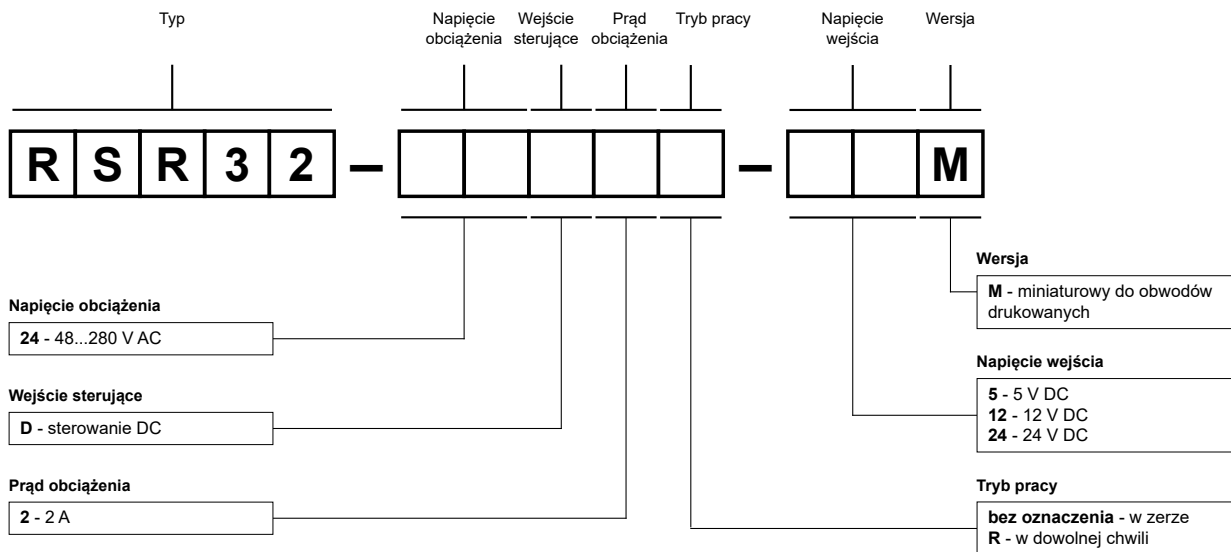 Typ
Napięcie
obciążenia
Wejście
sterujące
Prąd
obciążenia
Tryb pracy
Napięcie
wejścia
Wersja
R S R 3 2 – – M
Napięcie obciążenia
24 - 48...280 V AC
Wejście sterujące
D - sterowanie DC
Prąd obciążenia
2 - 2 A
Wersja
M - miniaturowy do obwodów
drukowanych
Napięcie wejścia
5 - 5 V DC
12 - 12 V DC
24 - 24 V DC
Tryb pracy
bez oznaczenia - w zerze
R - w dowolnej chwili